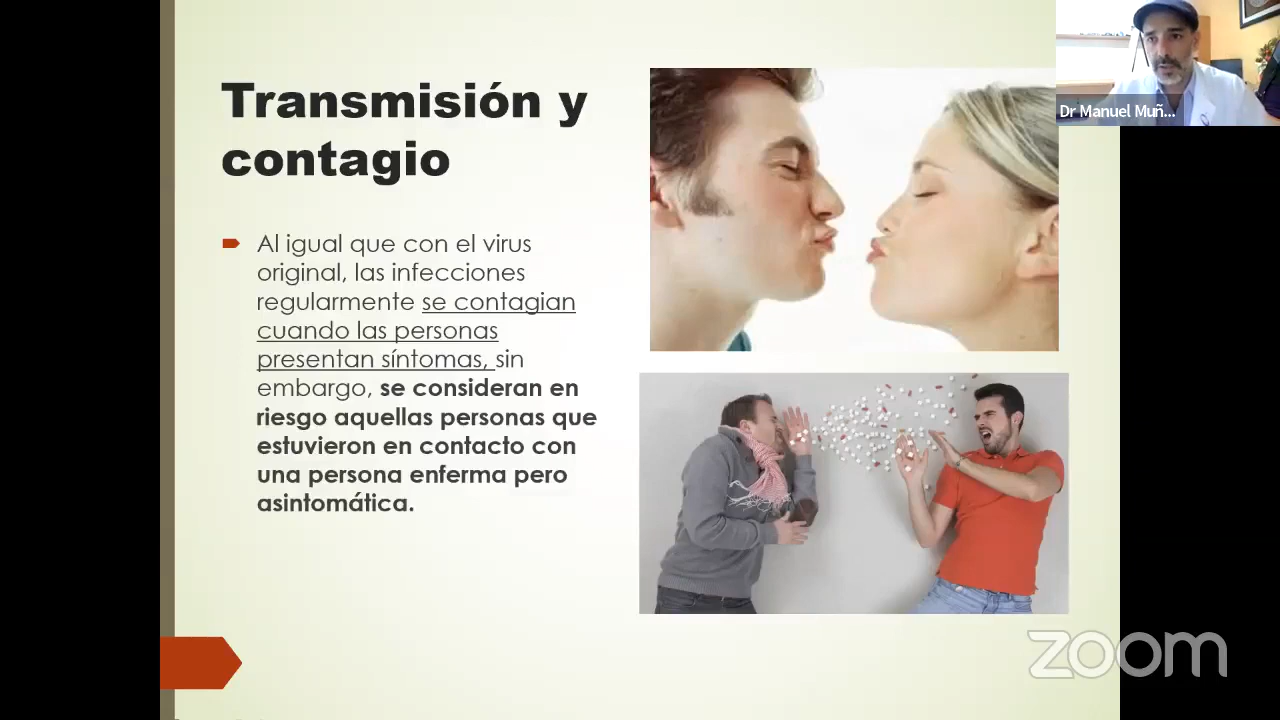 Transmisión y
contagio
Al igual que con el virus
original, las infecciones
regularmente se contagian
cuando las personas
presentan síntomas, sin
embargo, se consideran en
riesgo aquellas personas que
estuvieron en contacto con
una persona enferma pero
asintomática.
Dr Manuel Muñ...
zoom